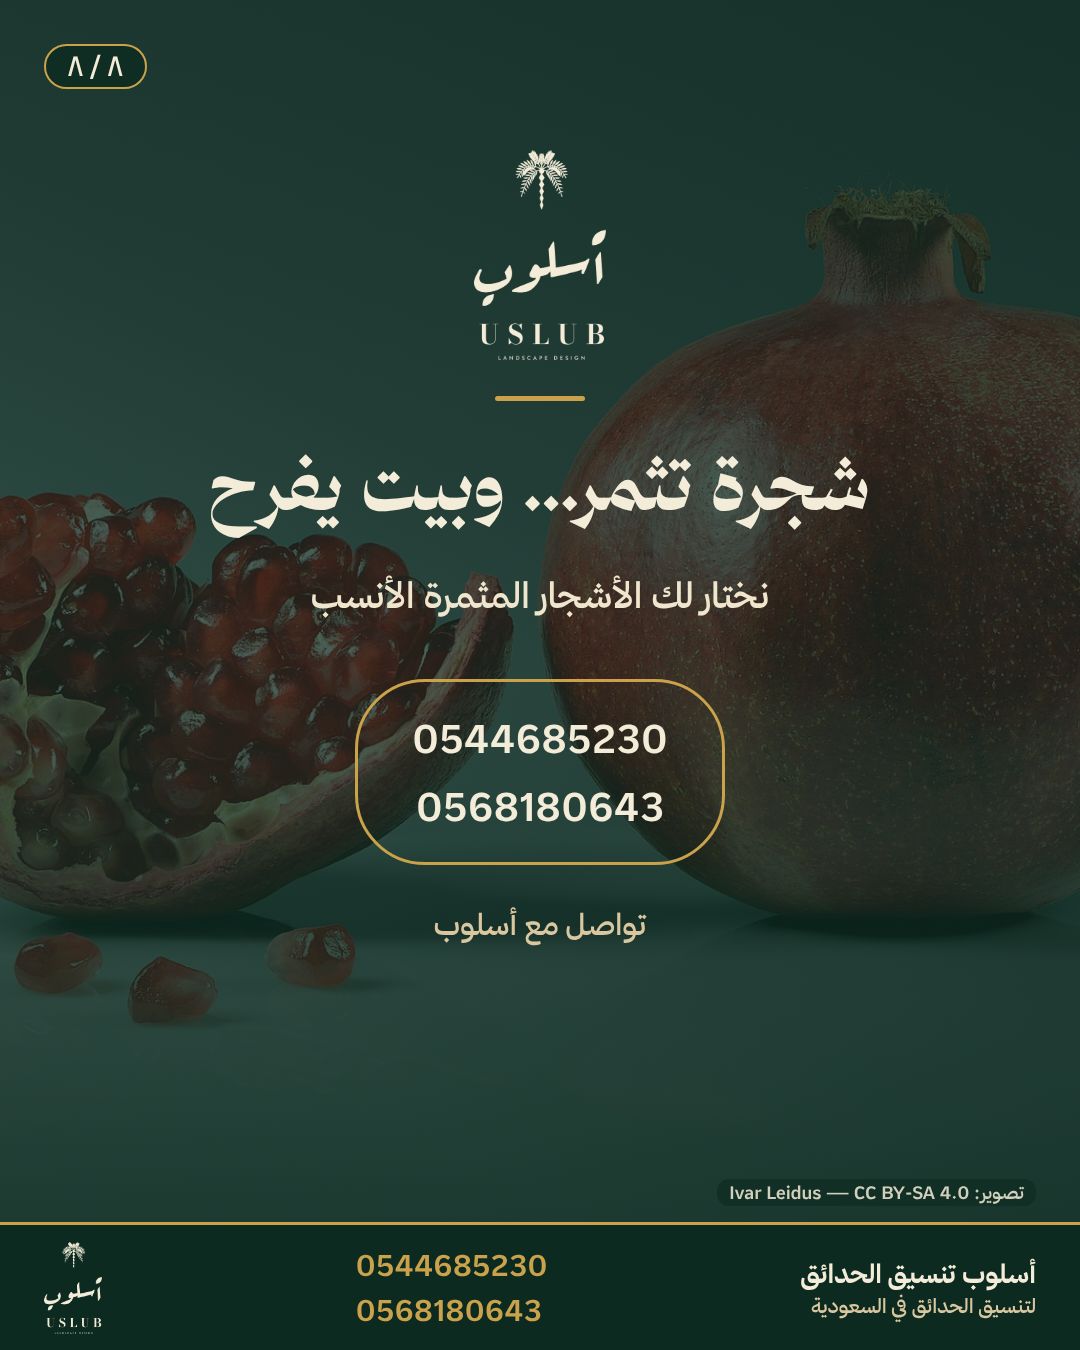 ٨/٨
أسلوب
USLUB
LANDSCAPE DESIGN
شجرة تثمر... وبيت يفرح
نختار لك الأشجار المثمرة الأنسب
0544685230
0568180643
تواصل مع أسلوب
تصوير: Ivar Leidus — CC BY-SA 4.0
أسلوب تنسيق الحدائق
لتنسيق الحدائق في السعودية
0544685230
0568180643
أسلوب
USLUB
LANDSCAPE DESIGN